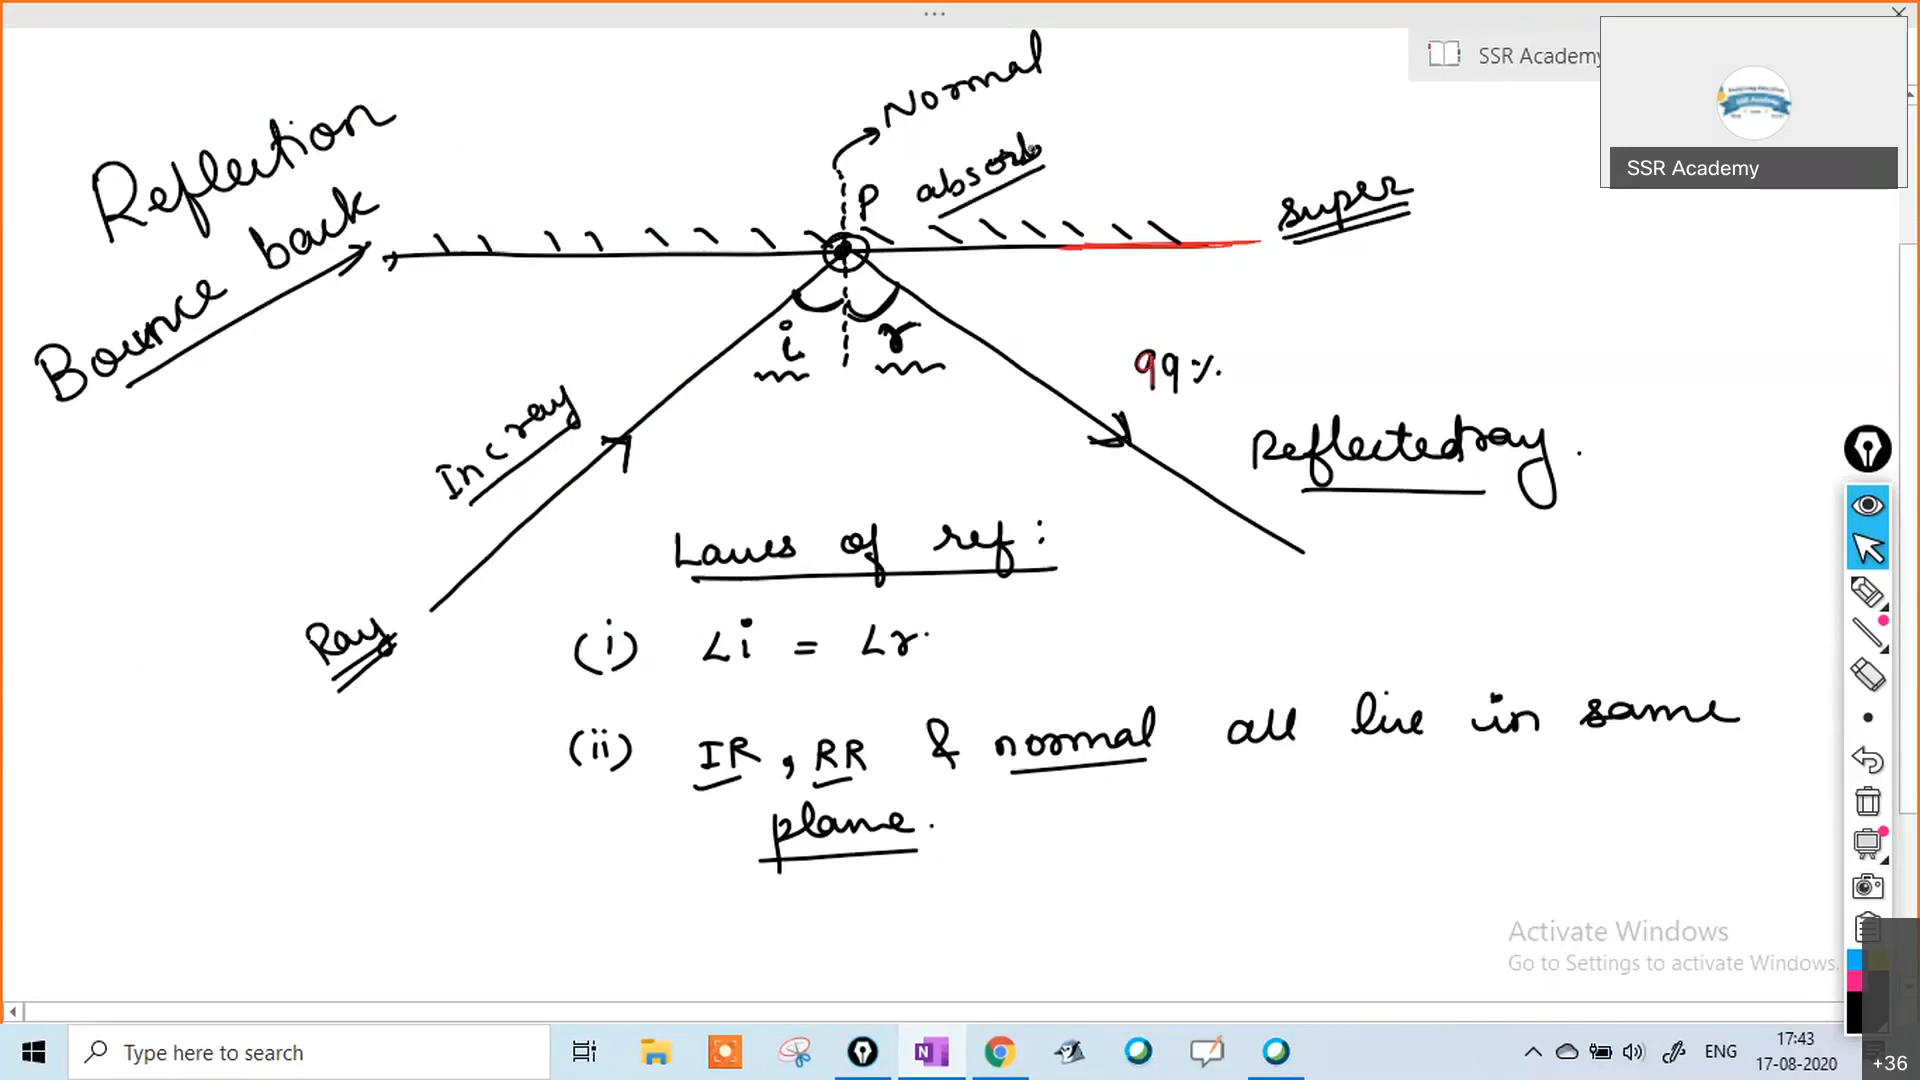 SSR Academy
SSR Academy
Normal
Reflection
absorb
P
super
Bounce back
i
r
99%
Inc ray
Reflected ray.
Laws of ref:
Ray
(i) ∠i = ∠r.
(ii) IR, RR & normal all lie in same
plane.
Activate Windows
Go to Settings to activate Windows.
Type here to search
ENG
17:43
17-08-2020
+36